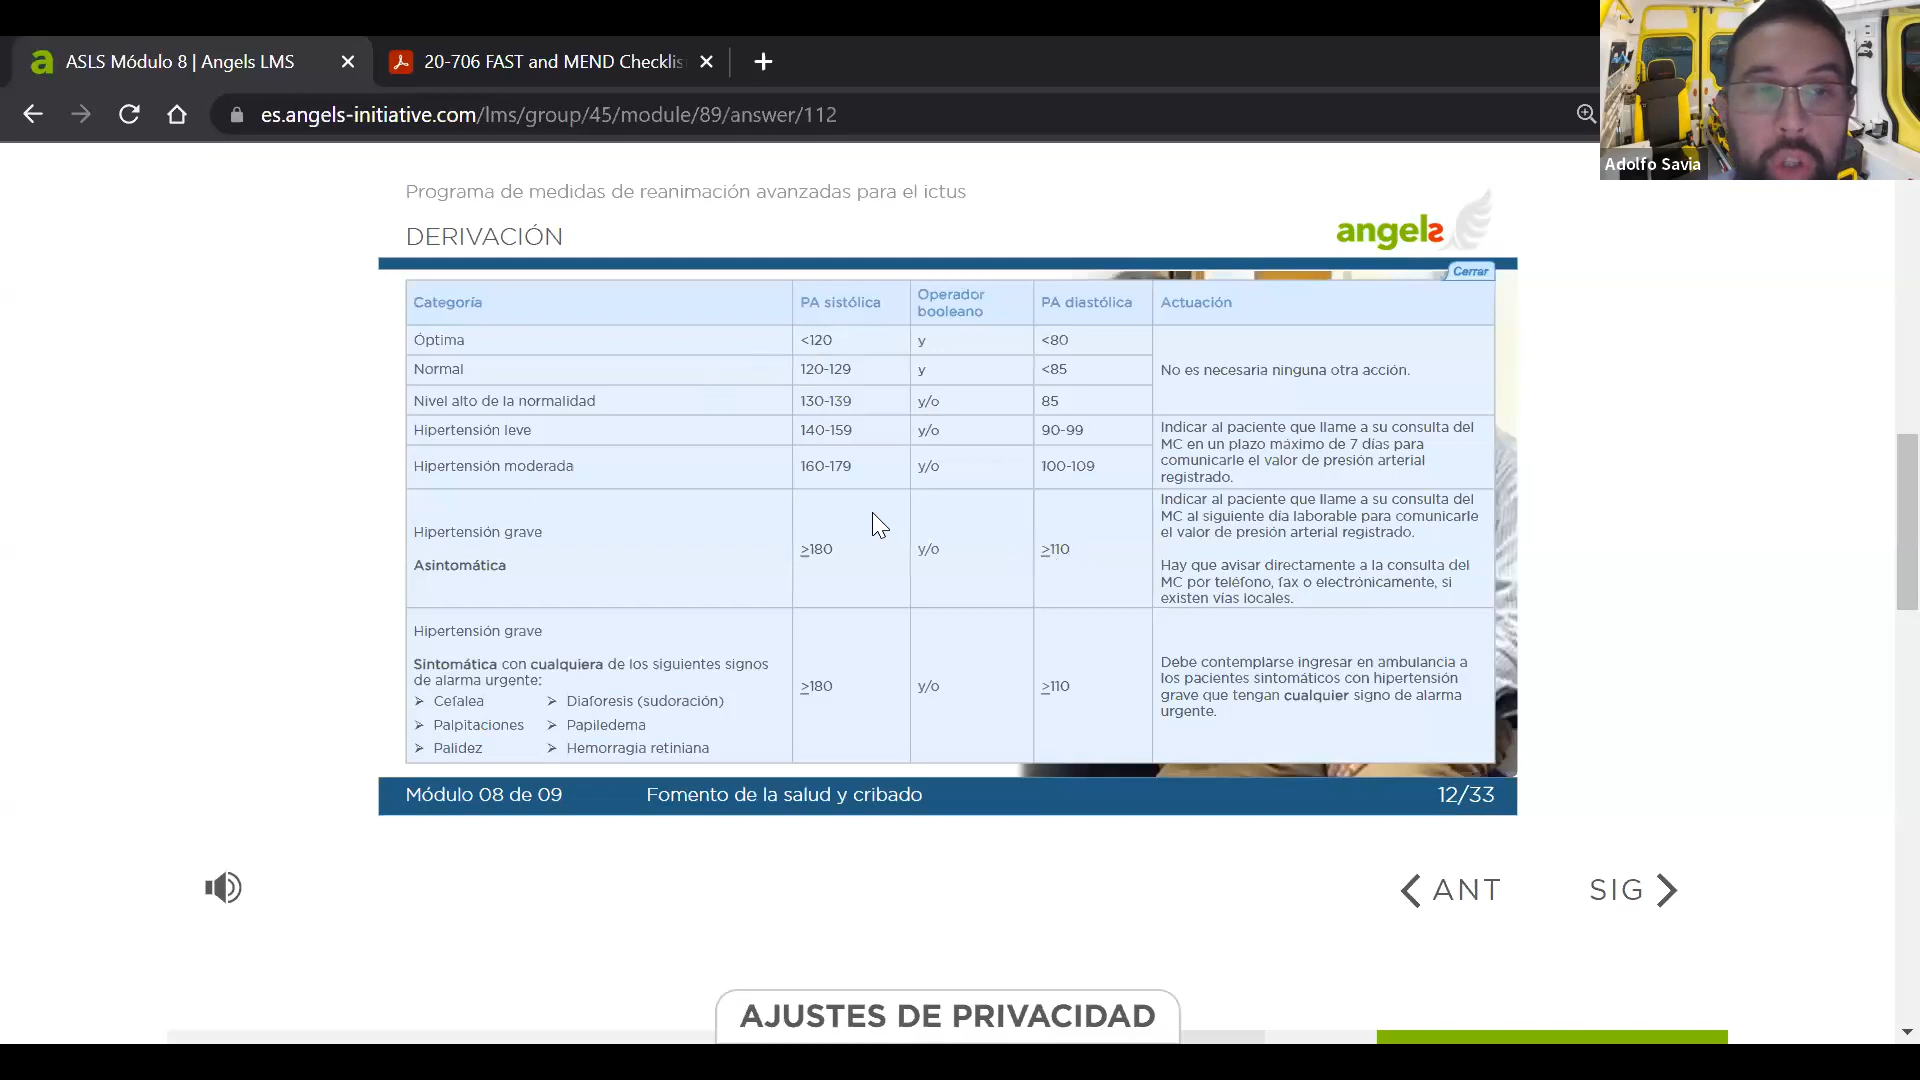 ASLS Módulo 8 | Angels LMS
20-706 FAST and MEND Checklis
es.angels-initiative.com/lms/group/45/module/89/answer/112
Adolfo Savia
Programa de medidas de reanimación avanzadas para el ictus
DERIVACIÓN
angels
Cerrar
Categoría
PA sistólica
Operador
booleano
PA diastólica
Actuación
Óptima
<120
y
<80
Normal
120-129
y
<85
No es necesaria ninguna otra acción.
Nivel alto de la normalidad
130-139
y/o
85
Hipertensión leve
140-159
y/o
90-99
Hipertensión moderada
160-179
y/o
100-109
Indicar al paciente que llame a su consulta del
MC en un plazo máximo de 7 días para
comunicarle el valor de presión arterial
registrado.
Hipertensión grave
Asintomática
≥180
y/o
≥110
Indicar al paciente que llame a su consulta del
MC al siguiente día laborable para comunicarle
el valor de presión arterial registrado.
Hay que avisar directamente a la consulta del
MC por teléfono, fax o electrónicamente, si
existen vías locales.
Hipertensión grave
Sintomática con cualquiera de los siguientes signos
de alarma urgente:
➢ Cefalea
➢ Diaforesis (sudoración)
➢ Palpitaciones
➢ Papiledema
➢ Palidez
➢ Hemorragia retiniana
≥180
y/o
≥110
Debe contemplarse ingresar en ambulancia a
los pacientes sintomáticos con hipertensión
grave que tengan cualquier signo de alarma
urgente.
Módulo 08 de 09
Fomento de la salud y cribado
12/33
ANT
SIG
AJUSTES DE PRIVACIDAD